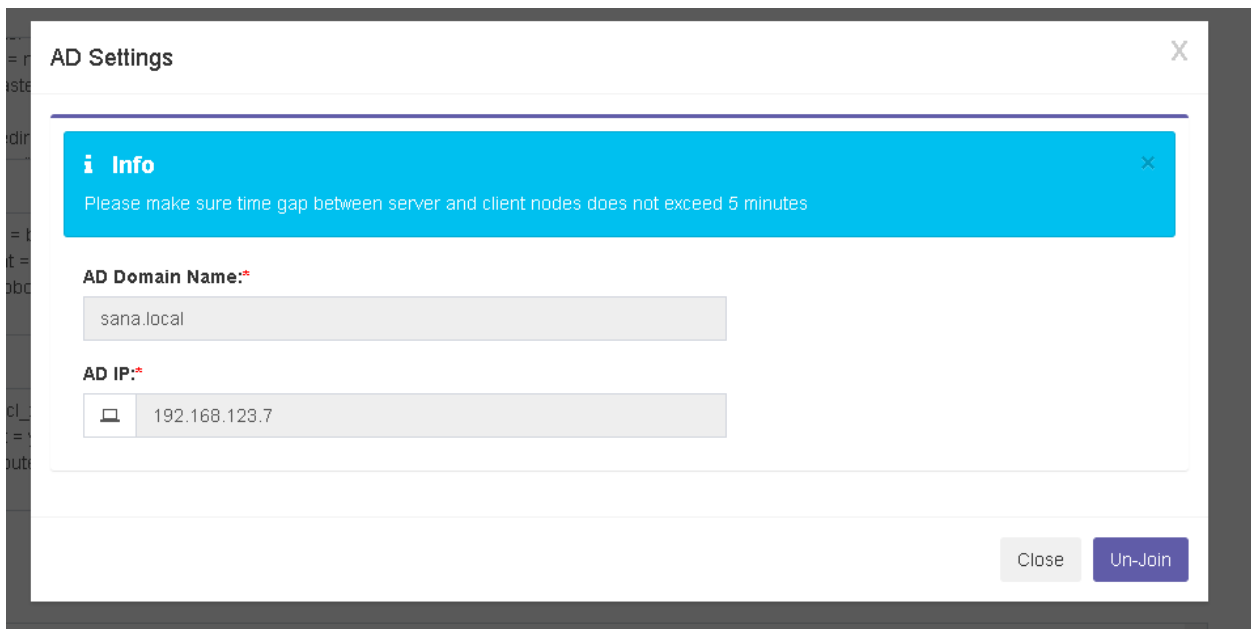 AD Settings
X
i Info
×
Please make sure time gap between server and client nodes does not exceed 5 minutes
AD Domain Name:*
sana.local
AD IP:*
192.168.123.7
Close
Un-Join